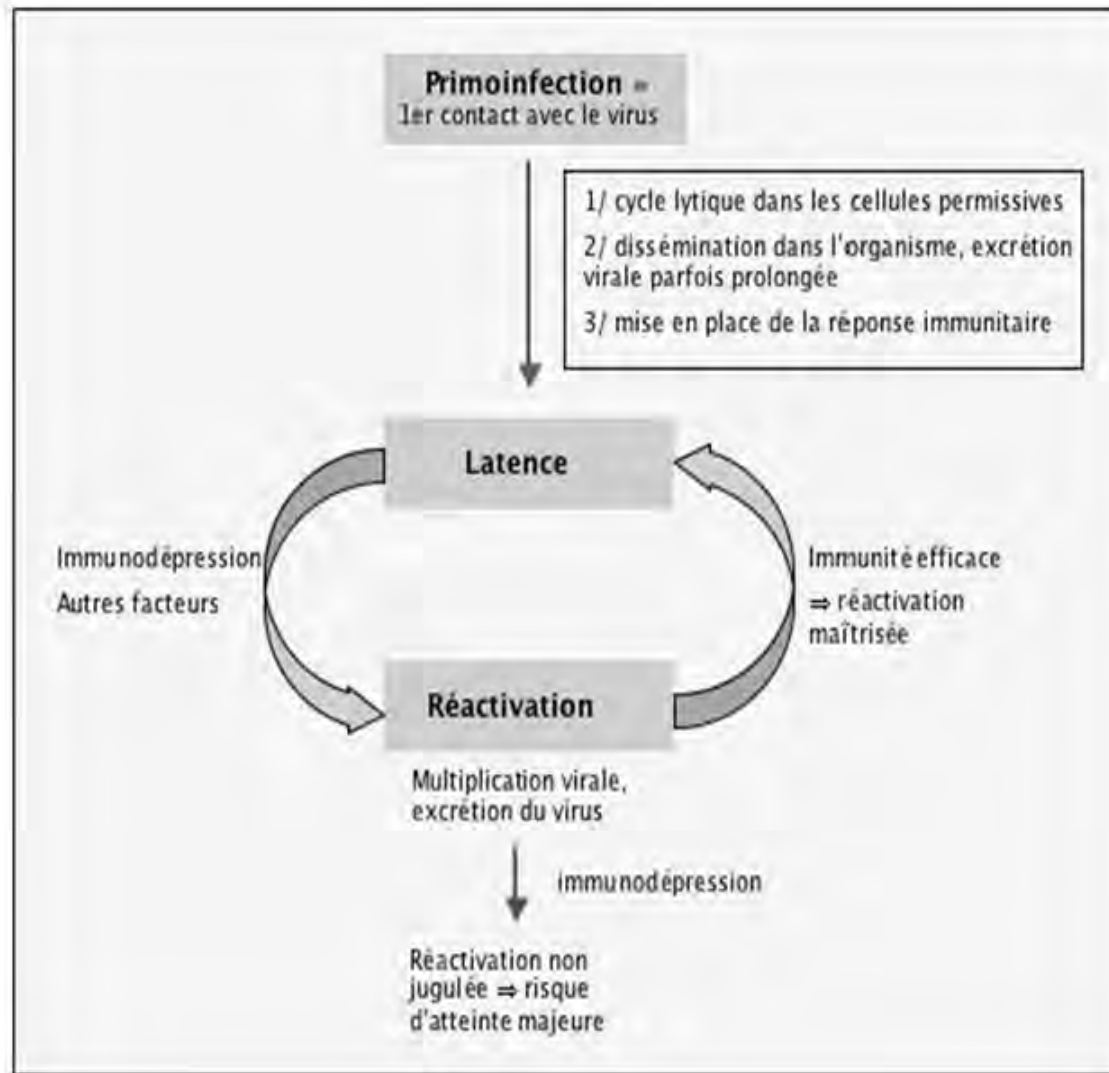 Primoinfection =
1er contact avec le virus
1/ cycle lytique dans les cellules permissives
2/ dissémination dans l'organisme, excrétion
virale parfois prolongée
3/ mise en place de la réponse immunitaire
Latence
Immunodépression
Autres facteurs
Immunité efficace
⇒ réactivation
maîtrisée
Réactivation
Multiplication virale,
excrétion du virus
immunodépression
Réactivation non
jugulée ⇒ risque
d'atteinte majeure